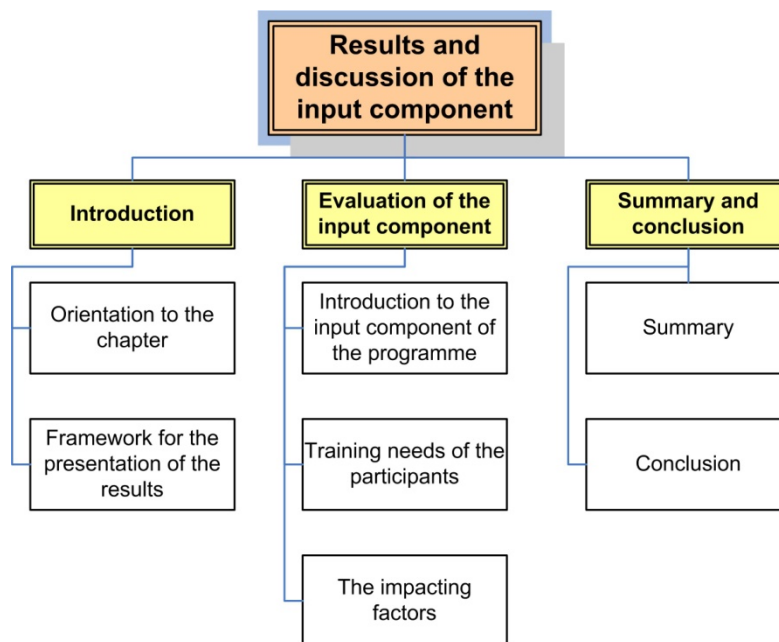 Results and
discussion of the
input component
Introduction
Orientation to the
chapter
Framework for the
presentation of the
results
Evaluation of the
input component
Introduction to the
input component of
the programme
Training needs of the
participants
The impacting
factors
Summary and
conclusion
Summary
Conclusion